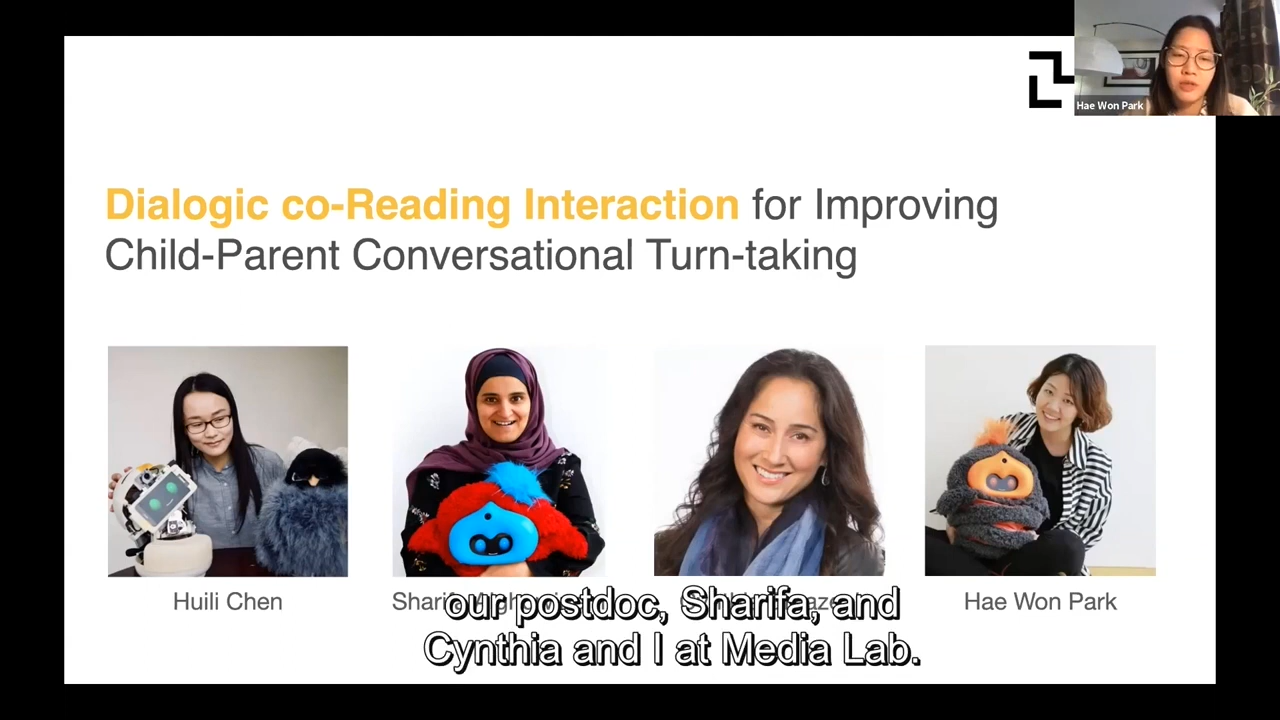 Hae Won Park
Dialogic co-Reading Interaction for Improving
Child-Parent Conversational Turn-taking
Huili Chen
Hae Won Park
our postdoc, Sharifa, and
Cynthia and I at Media Lab.